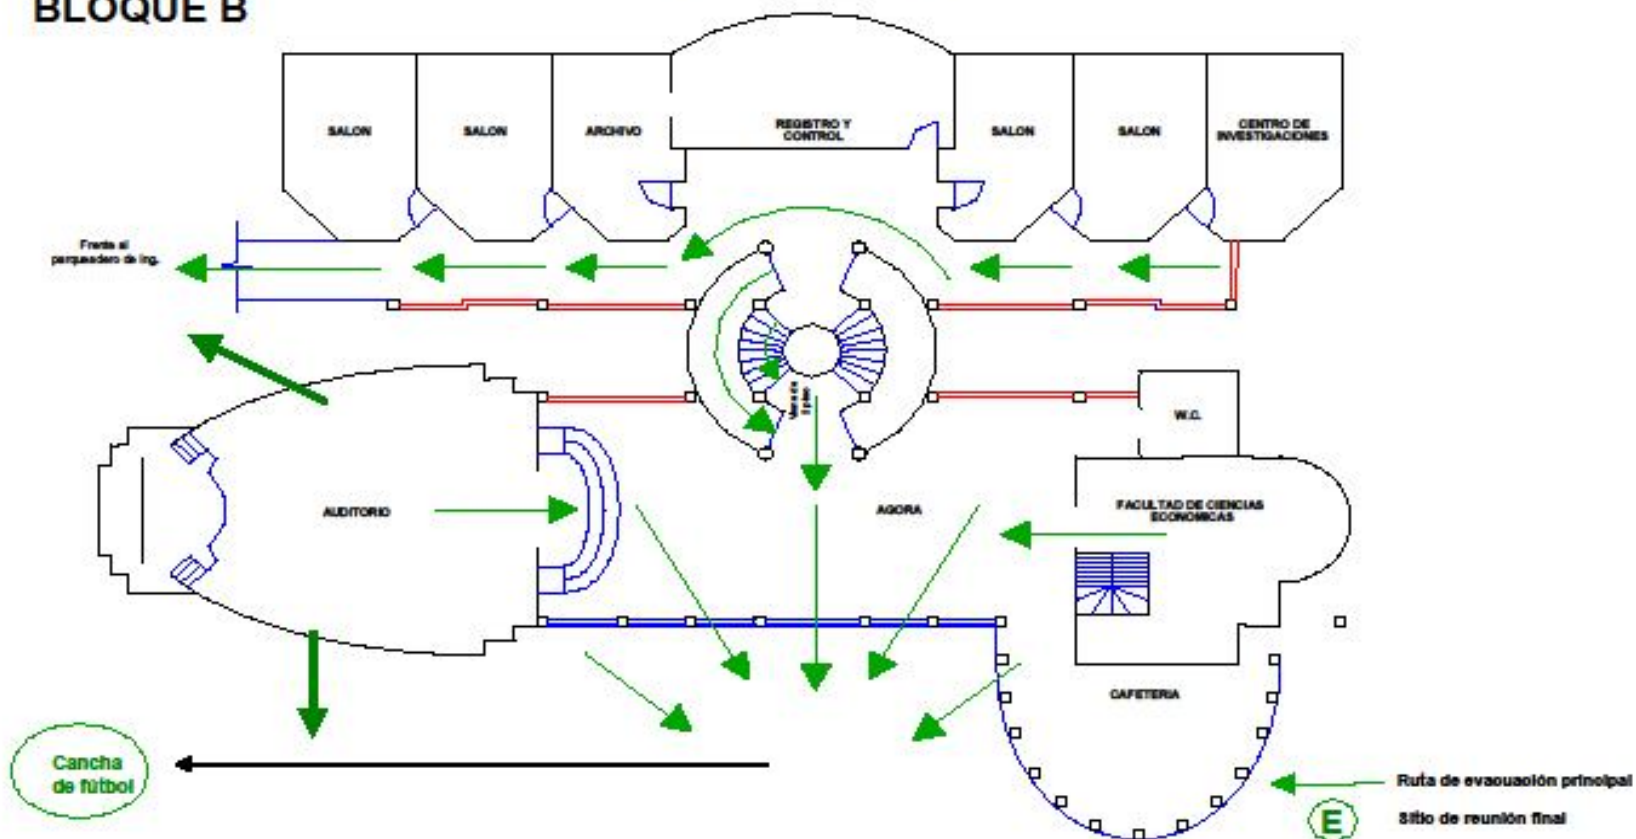 BLOQUE B
SALON
SALON
ARCHIVO
REGISTRO Y
CONTROL
SALON
SALON
CENTRO DE
INVESTIGACIONES
Frente al
parqueadero de Ing.
W.C.
AUDITORIO
AGORA
FACULTAD DE CIENCIAS
ECONOMICAS
CAFETERIA
Cancha
de fútbol
Ruta de evacuación principal
E
Sitio de reunión final